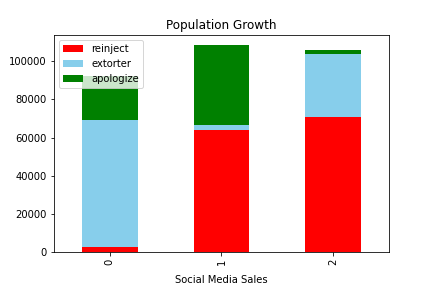 Population Growth
reinject
extorter
apologize
100000
80000
60000
40000
20000
0
0
1
2
Social Media Sales